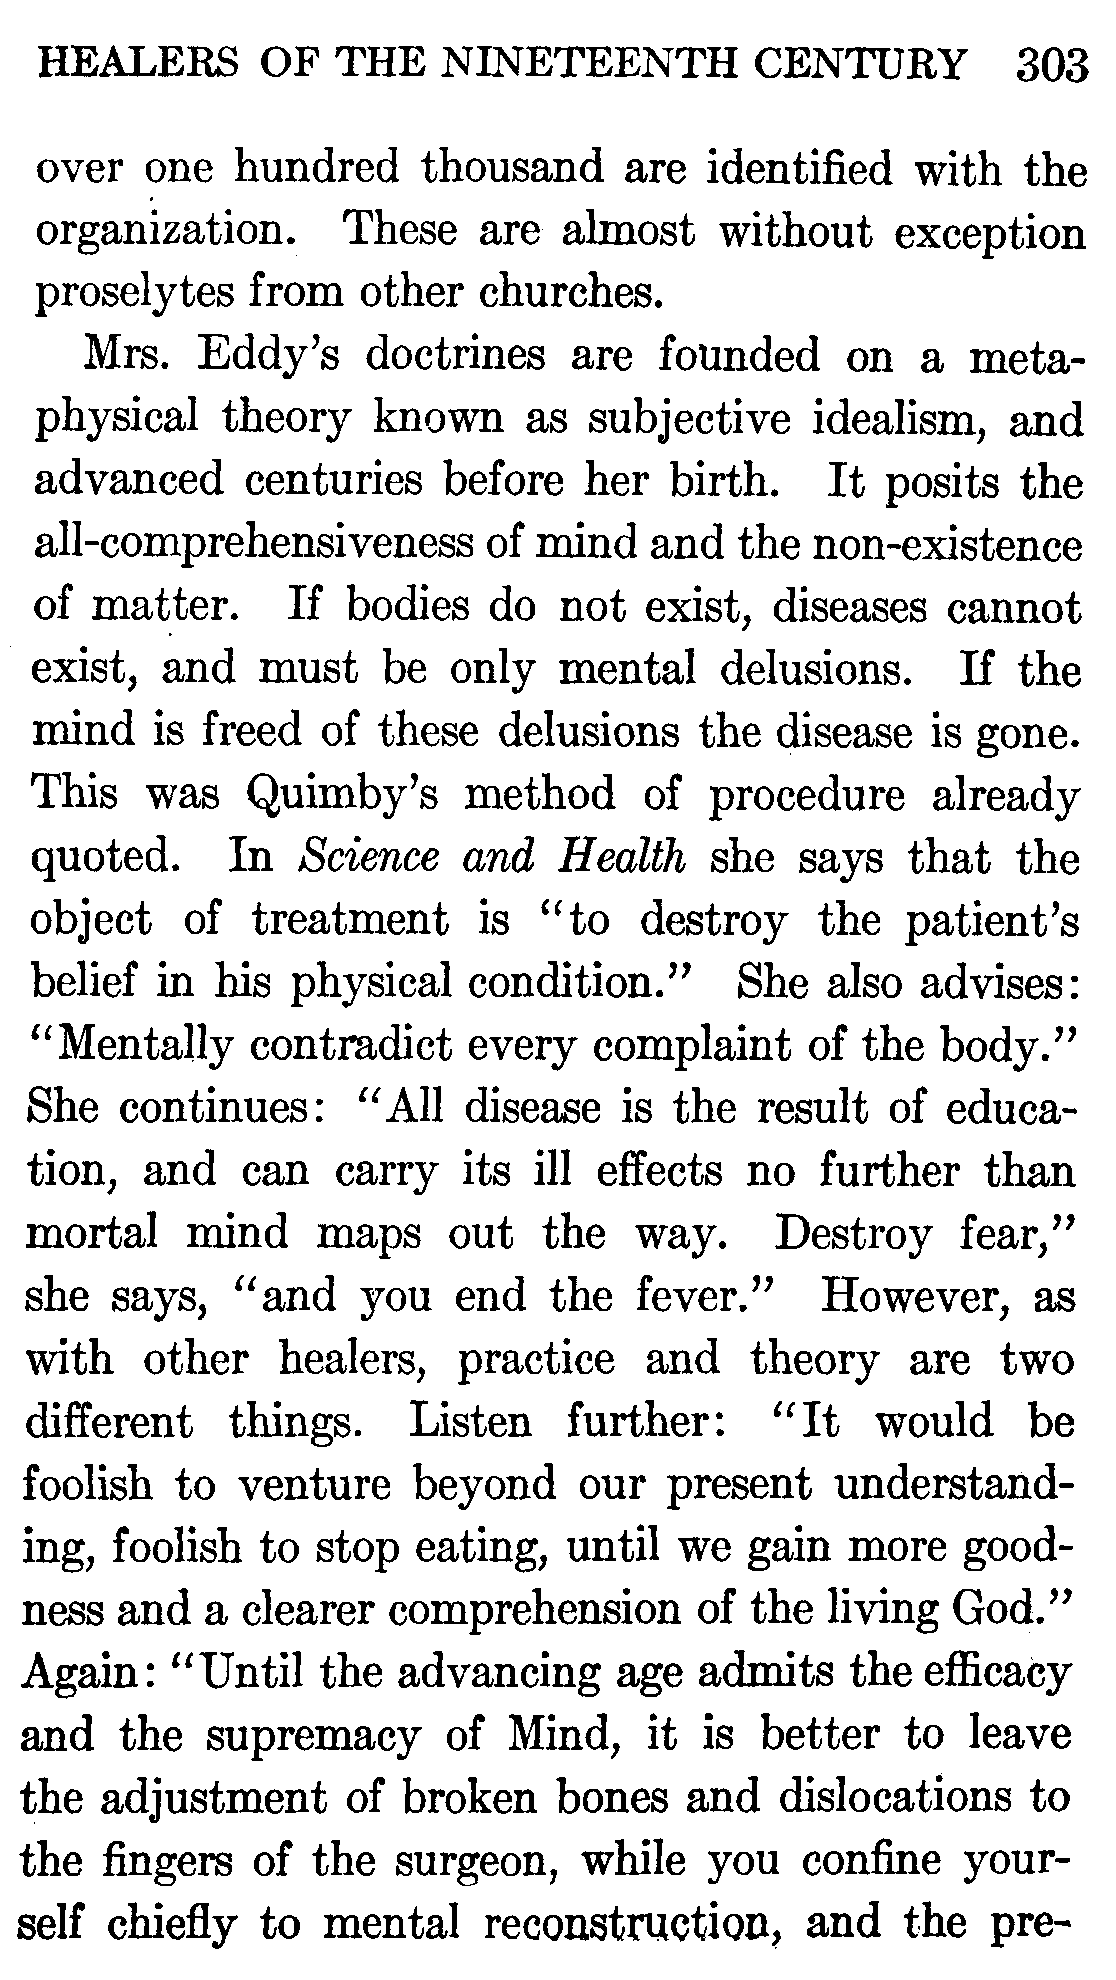 HEALERS OF THE NINETEENTH CENTURY 303
over one hundred thousand are identified with the
organization. These are almost without exception
proselytes from other churches.
Mrs. Eddy's doctrines are founded on a meta-
physical theory known as subjective idealism, and
advanced centuries before her birth. It posits the
all-comprehensiveness of mind and the non-existence
of matter. If bodies do not exist, diseases cannot
exist, and must be only mental delusions. If the
mind is freed of these delusions the disease is gone.
This was Quimby's method of procedure already
quoted. In Science and Health she says that the
object of treatment is "to destroy the patient's
belief in his physical condition." She also advises:
"Mentally contradict every complaint of the body."
She continues: "All disease is the result of educa-
tion, and can carry its ill effects no further than
mortal mind maps out the way. Destroy fear,"
she says, "and you end the fever." However, as
with other healers, practice and theory are two
different things. Listen further: "It would be
foolish to venture beyond our present understand-
ing, foolish to stop eating, until we gain more good-
ness and a clearer comprehension of the living God."
Again: "Until the advancing age admits the efficacy
and the supremacy of Mind, it is better to leave
the adjustment of broken bones and dislocations to
the fingers of the surgeon, while you confine your-
self chiefly to mental reconstruction, and the pre-